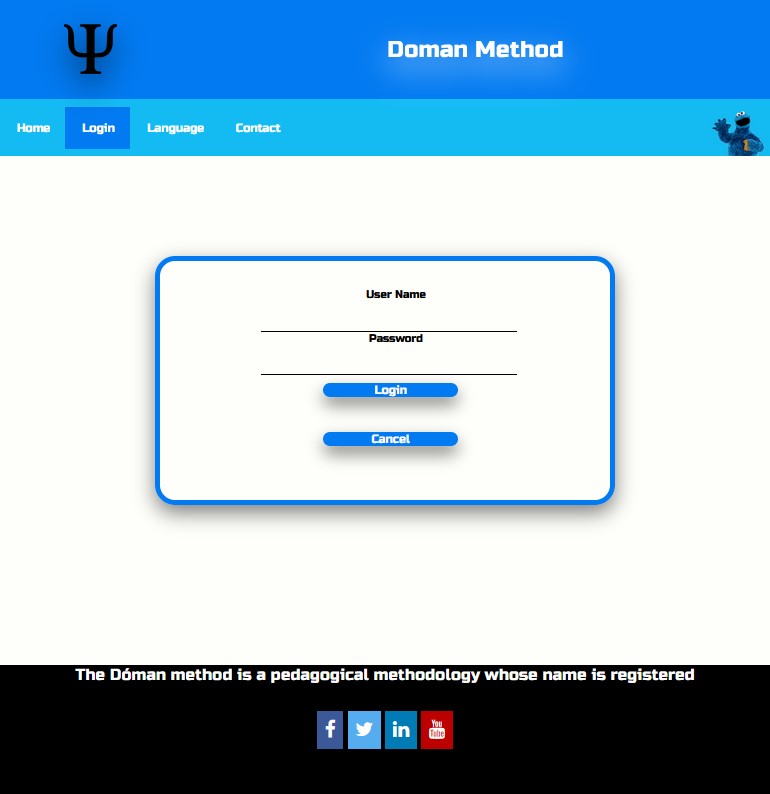 Ψ
Doman Method
Home Login Language Contact
User Name
Password
Login
Cancel
The Dóman method is a pedagogical methodology whose name is registered
f in You Tube